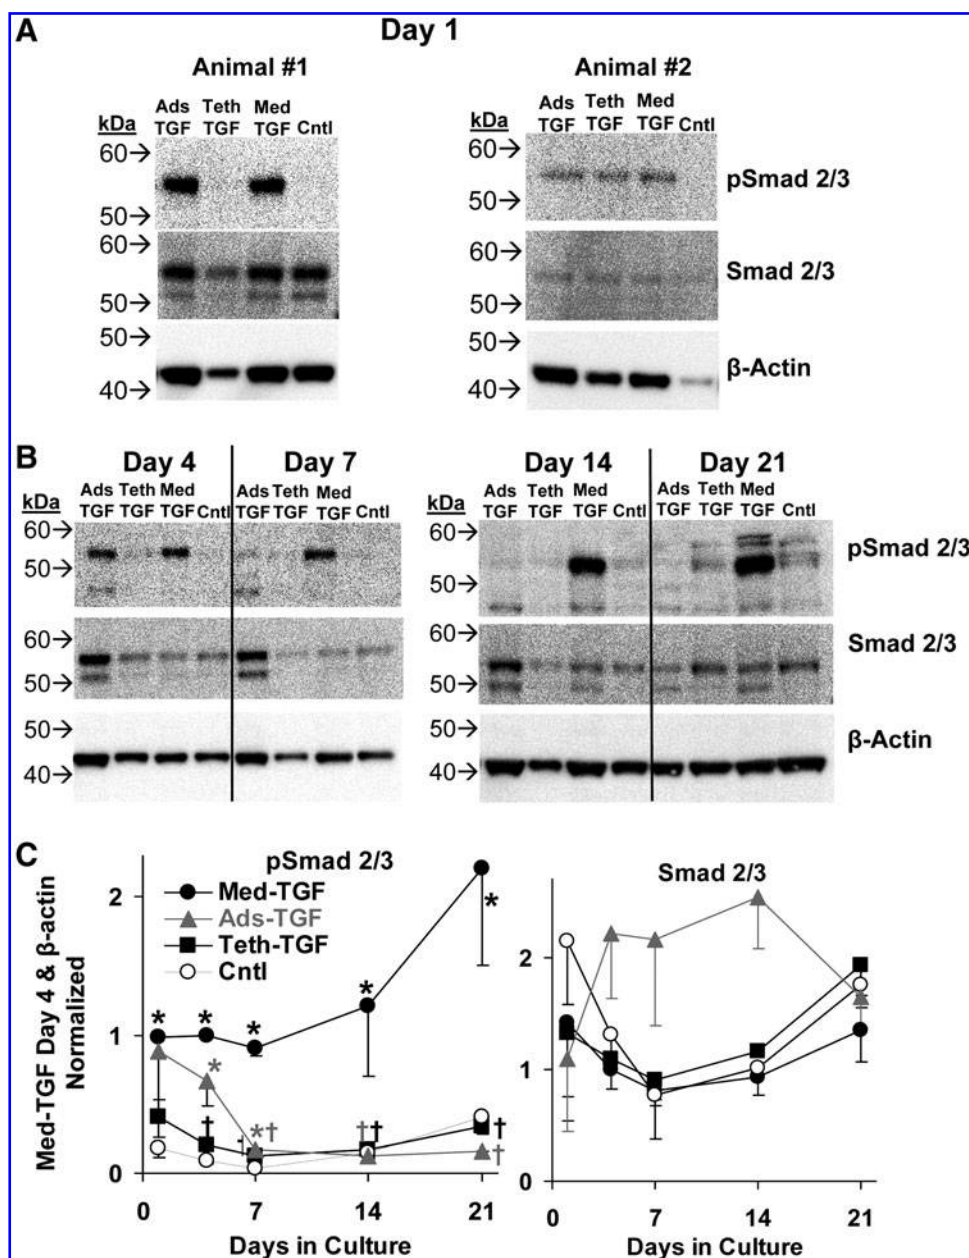 A
Day 1
Animal #1
Animal #2
kDa
Ads TGF
Teth TGF
Med TGF
Cntl
kDa
Ads TGF
Teth TGF
Med TGF
Cntl
60→
50→
60→
50→
pSmad 2/3
60→
50→
60→
50→
Smad 2/3
50→
40→
50→
40→
β-Actin
B
Day 4
Day 7
Day 14
Day 21
kDa
Ads TGF
Teth TGF
Med TGF
Cntl
Ads TGF
Teth TGF
Med TGF
Cntl
kDa
Ads TGF
Teth TGF
Med TGF
Cntl
Ads TGF
Teth TGF
Med TGF
Cntl
60→
50→
60→
50→
pSmad 2/3
60→
50→
60→
50→
Smad 2/3
50→
40→
50→
40→
β-Actin
C
pSmad 2/3
Med-TGF
Ads-TGF
Teth-TGF
Cntl
Med-TGF Day 4 & β-actin
Normalized
2
1
0
* * * * *
* *†
† † †† † †
0 7 14 21
Days in Culture
Smad 2/3
2
1
0
0 7 14 21
Days in Culture